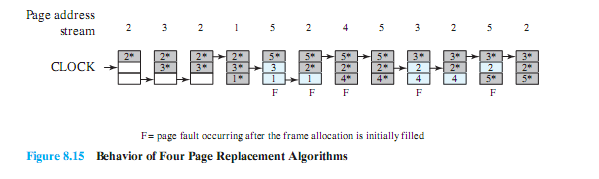 Page address
stream 2 3 2 1 5 2 4 5 3 2 5 2
2* 2* 2* 2* 5* 5* 5* 5* 3* 3* 3* 3*
CLOCK 3* 3* 3* 3 2* 2* 2* 2 2* 2 2*
1* 1 1 4* 4* 4 4 5* 5*
F F F F F
F= page fault occurring after the frame allocation is initially filled
Figure 8.15 Behavior of Four Page Replacement Algorithms